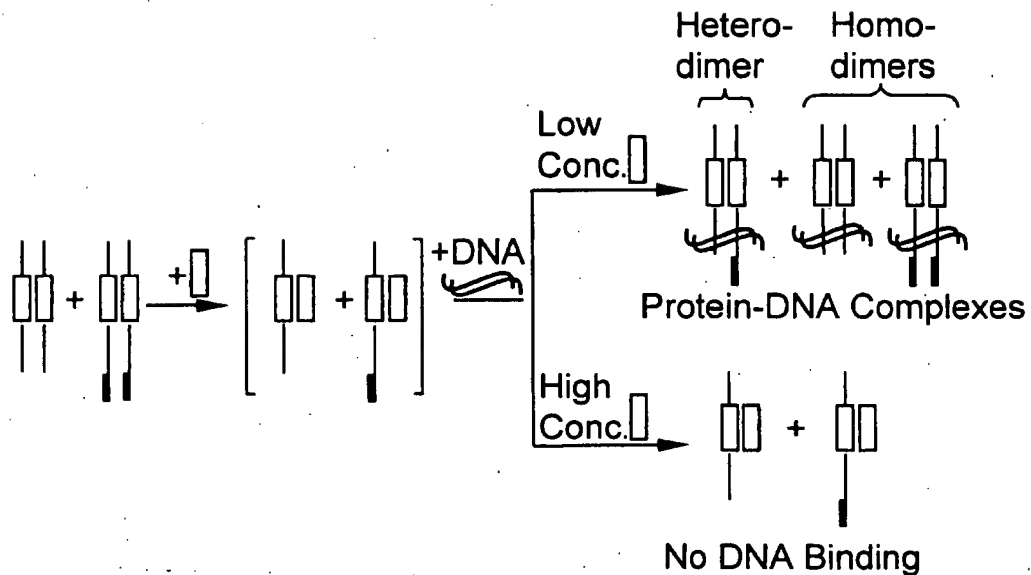 Hetero-
dimer
Homo-
dimers
Low
Conc.
+ +
+ + + +DNA
Protein-DNA Complexes
High
Conc.
+
No DNA Binding